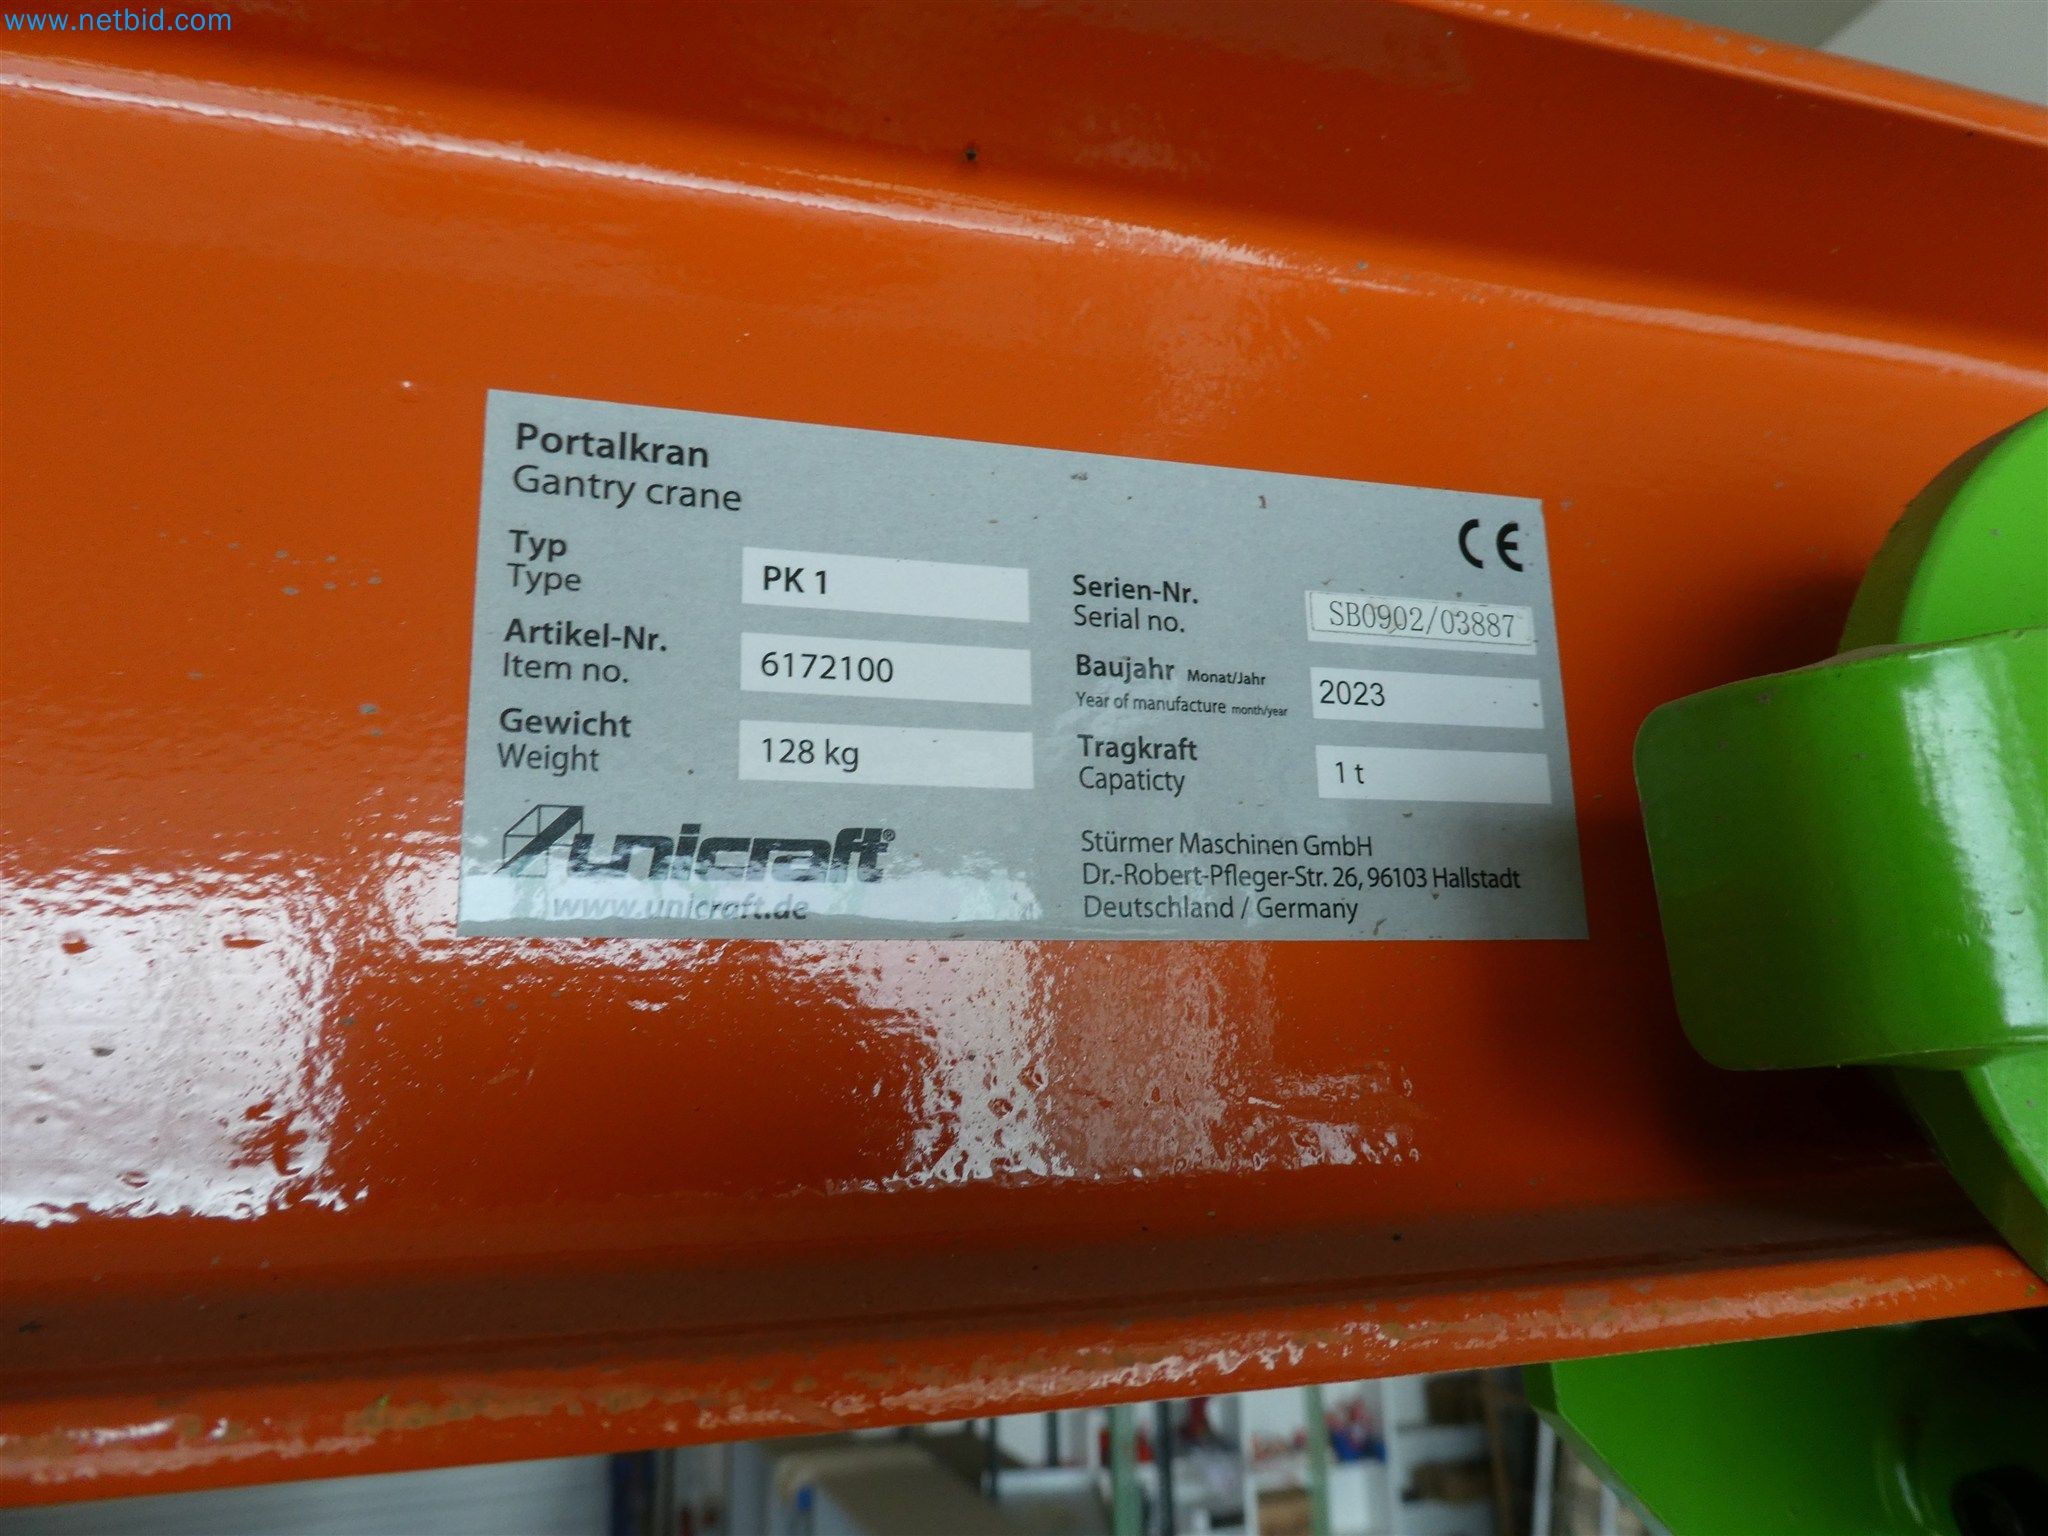 www.netbid.com
Portalkran
Gantry crane
CE
Typ
Type
PK 1
Serien-Nr.
Serial no.
SB0902/03887
Artikel-Nr.
Item no.
6172100
Baujahr Monat/Jahr
Year of manufacture month/year
2023
Gewicht
Weight
128 kg
Tragkraft
Capaticty
1 t
unicraft®
www.unicraft.de
Stürmer Maschinen GmbH
Dr.-Robert-Pfleger-Str. 26, 96103 Hallstadt
Deutschland / Germany